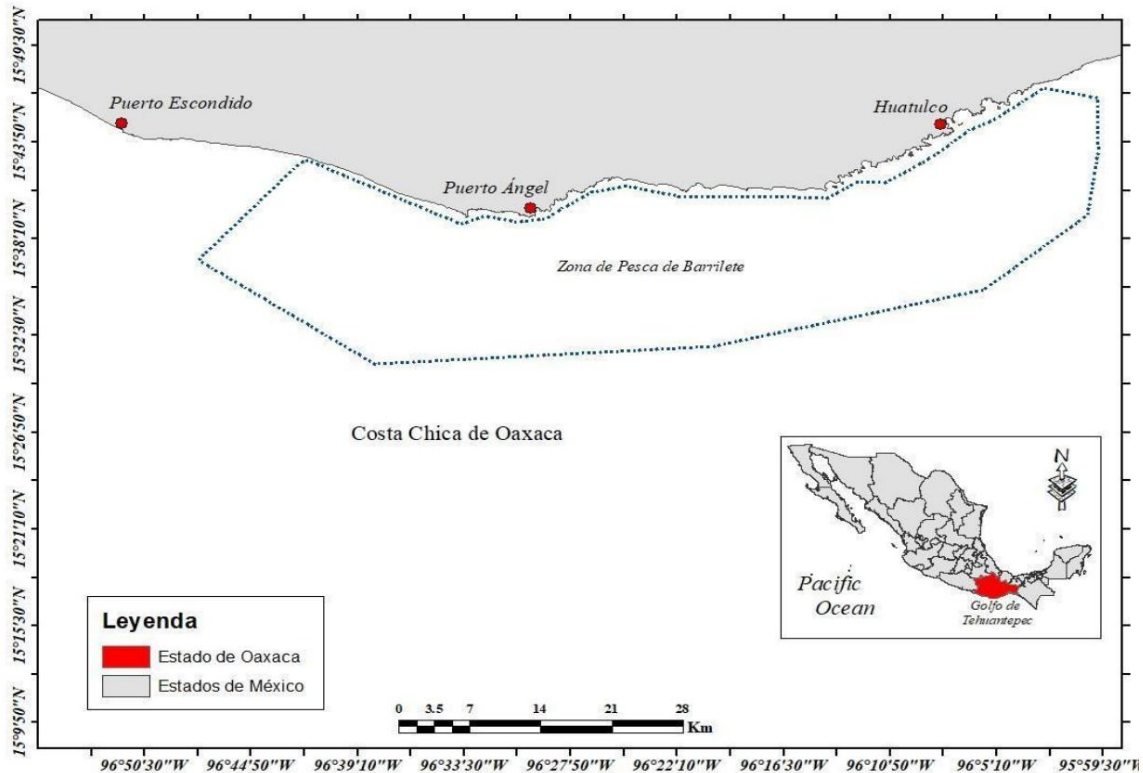 15°49'30"N
15°43'50"N
15°38'10"N
15°32'30"N
15°26'50"N
15°21'10"N
15°15'30"N
15°9'50"N
Puerto Escondido
Huatulco
Puerto Ángel
Zona de Pesca de Barrilete
Costa Chica de Oaxaca
N
Pacific
Ocean
Golfo de
Tehuantepec
Leyenda
Estado de Oaxaca
Estados de México
0 3.5 7 14 21 28
Km
96°50'30"W 96°44'50"W 96°39'10"W 96°33'30"W 96°27'50"W 96°22'10"W 96°16'30"W 96°10'50"W 96°5'10"W 95°59'30"W